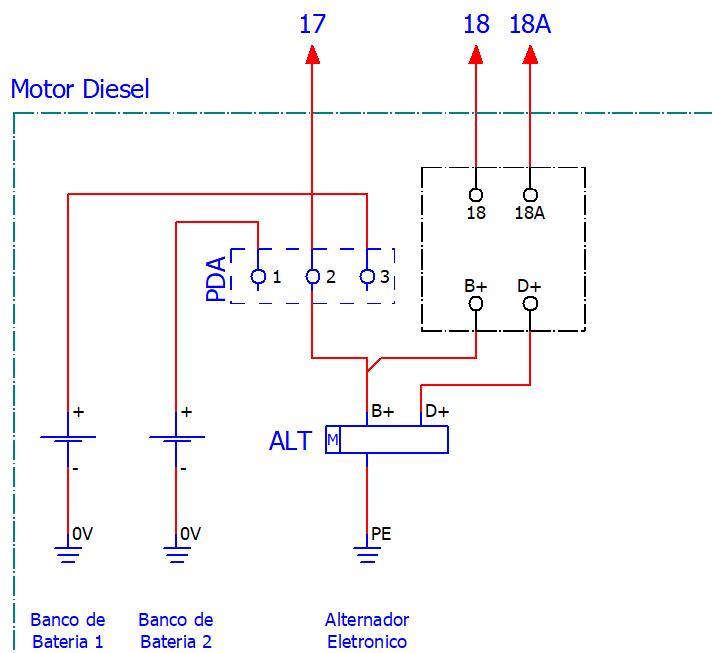 17 18 18A
Motor Diesel
18 18A
PDA 1 2 3
B+ D+
+ + B+ D+
ALT M
- -
0V 0V PE
Banco de Banco de Alternador
Bateria 1 Bateria 2 Eletronico